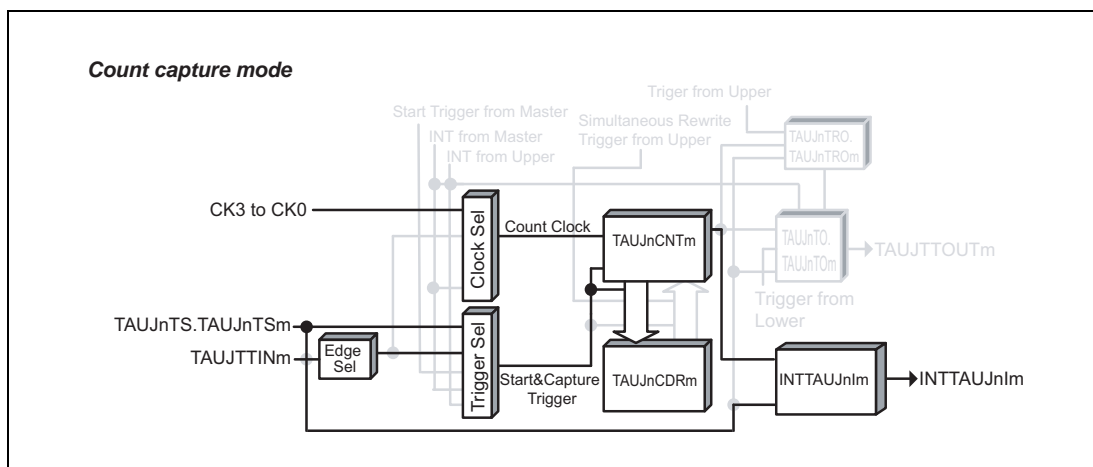 Count capture mode
Triger from Upper
Start Trigger from Master
Simultaneous Rewrite
Trigger from Upper
INT from Master
INT from Upper
TAUJnTRO.
TAUJnTROm
CK3 to CK0
Clock Sel
Count Clock
TAUJnCNTm
TAUJnTO.
TAUJnTOm
TAUJTTOUTm
Trigger from
Lower
TAUJnTS.TAUJnTSm
TAUJTTINm
Edge
Sel
Trigger Sel
Start&Capture
Trigger
TAUJnCDRm
INTTAUJnIm
INTTAUJnIm